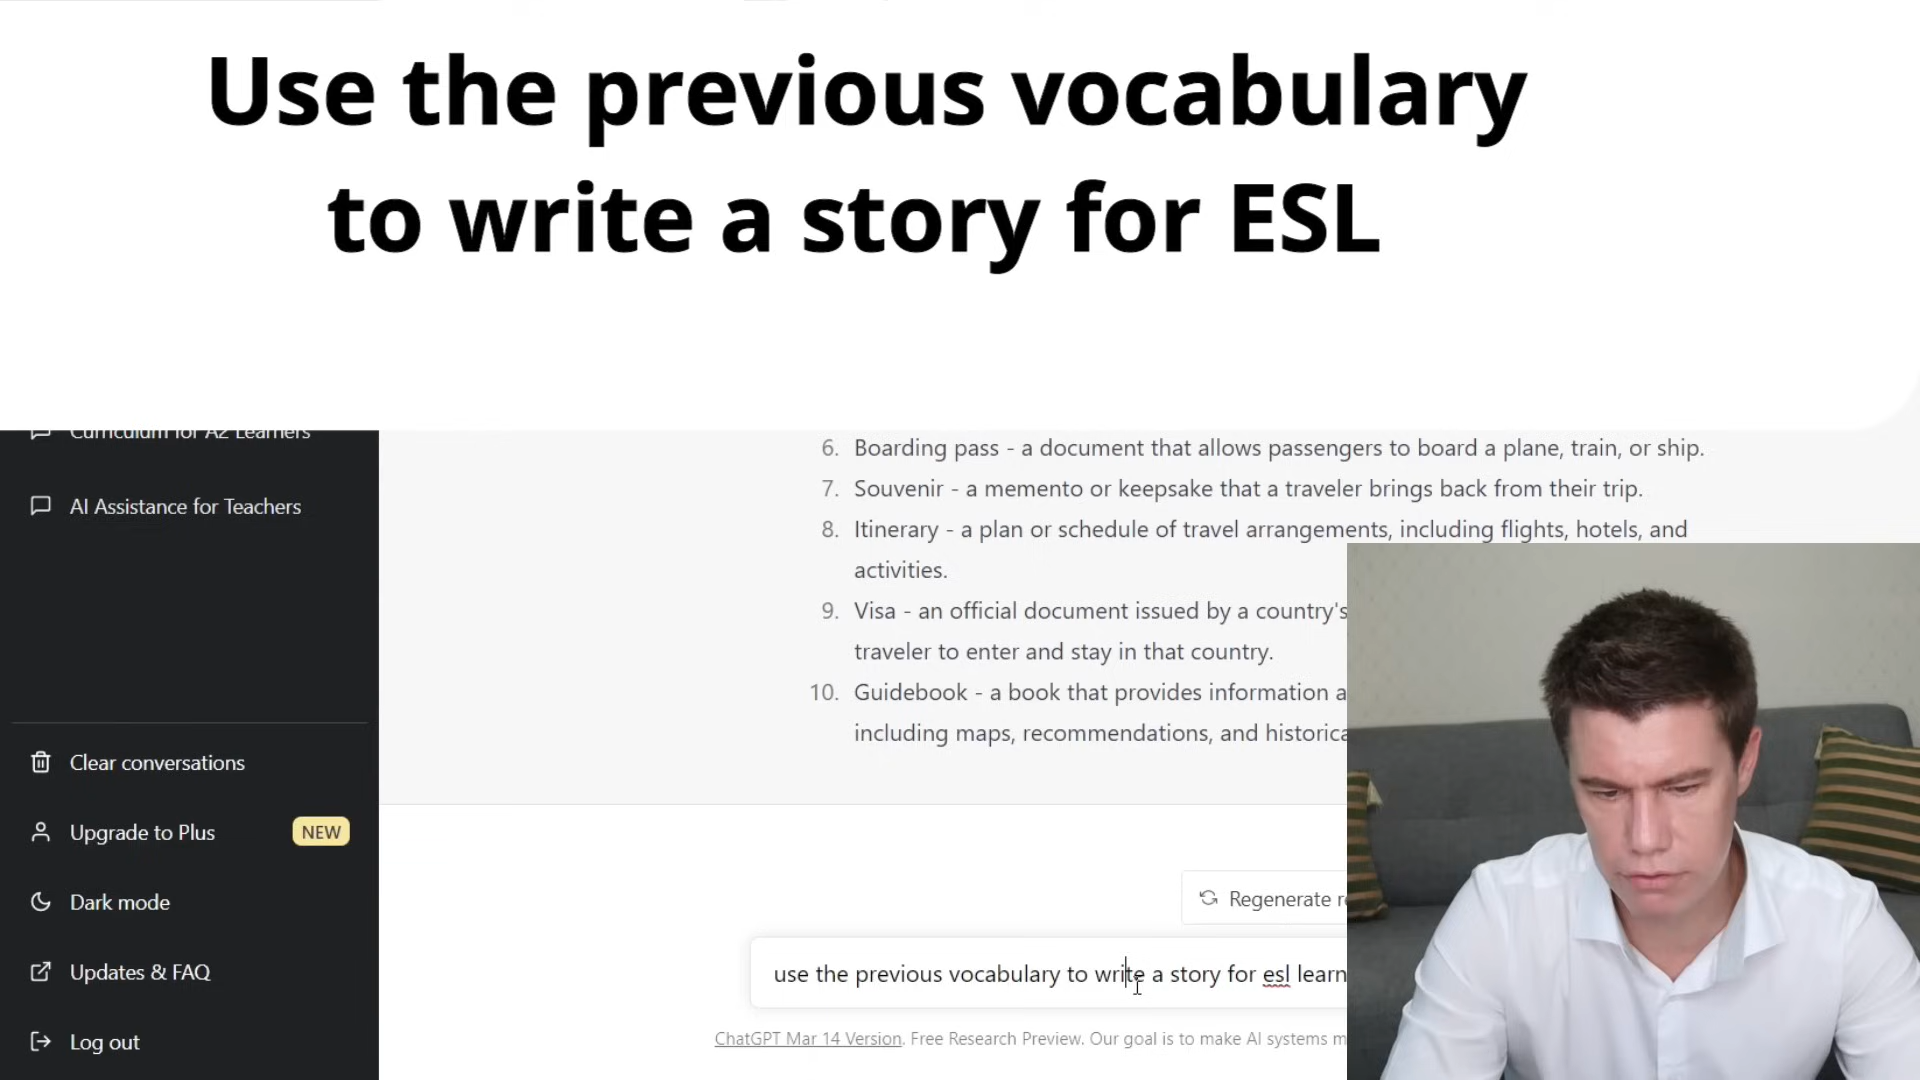 Use the previous vocabulary
to write a story for ESL
Curriculum for A2 Learners
AI Assistance for Teachers
Clear conversations
Upgrade to Plus NEW
Dark mode
Updates & FAQ
Log out
6. Boarding pass - a document that allows passengers to board a plane, train, or ship.
7. Souvenir - a memento or keepsake that a traveler brings back from their trip.
8. Itinerary - a plan or schedule of travel arrangements, including flights, hotels, and
activities.
9. Visa - an official document issued by a country's
traveler to enter and stay in that country.
10. Guidebook - a book that provides information
including maps, recommendations, and
Regenerate
use the previous vocabulary to write a story for esl
ChatGPT Mar 14 Version. Free Research Preview. Our goal is to make AI systems